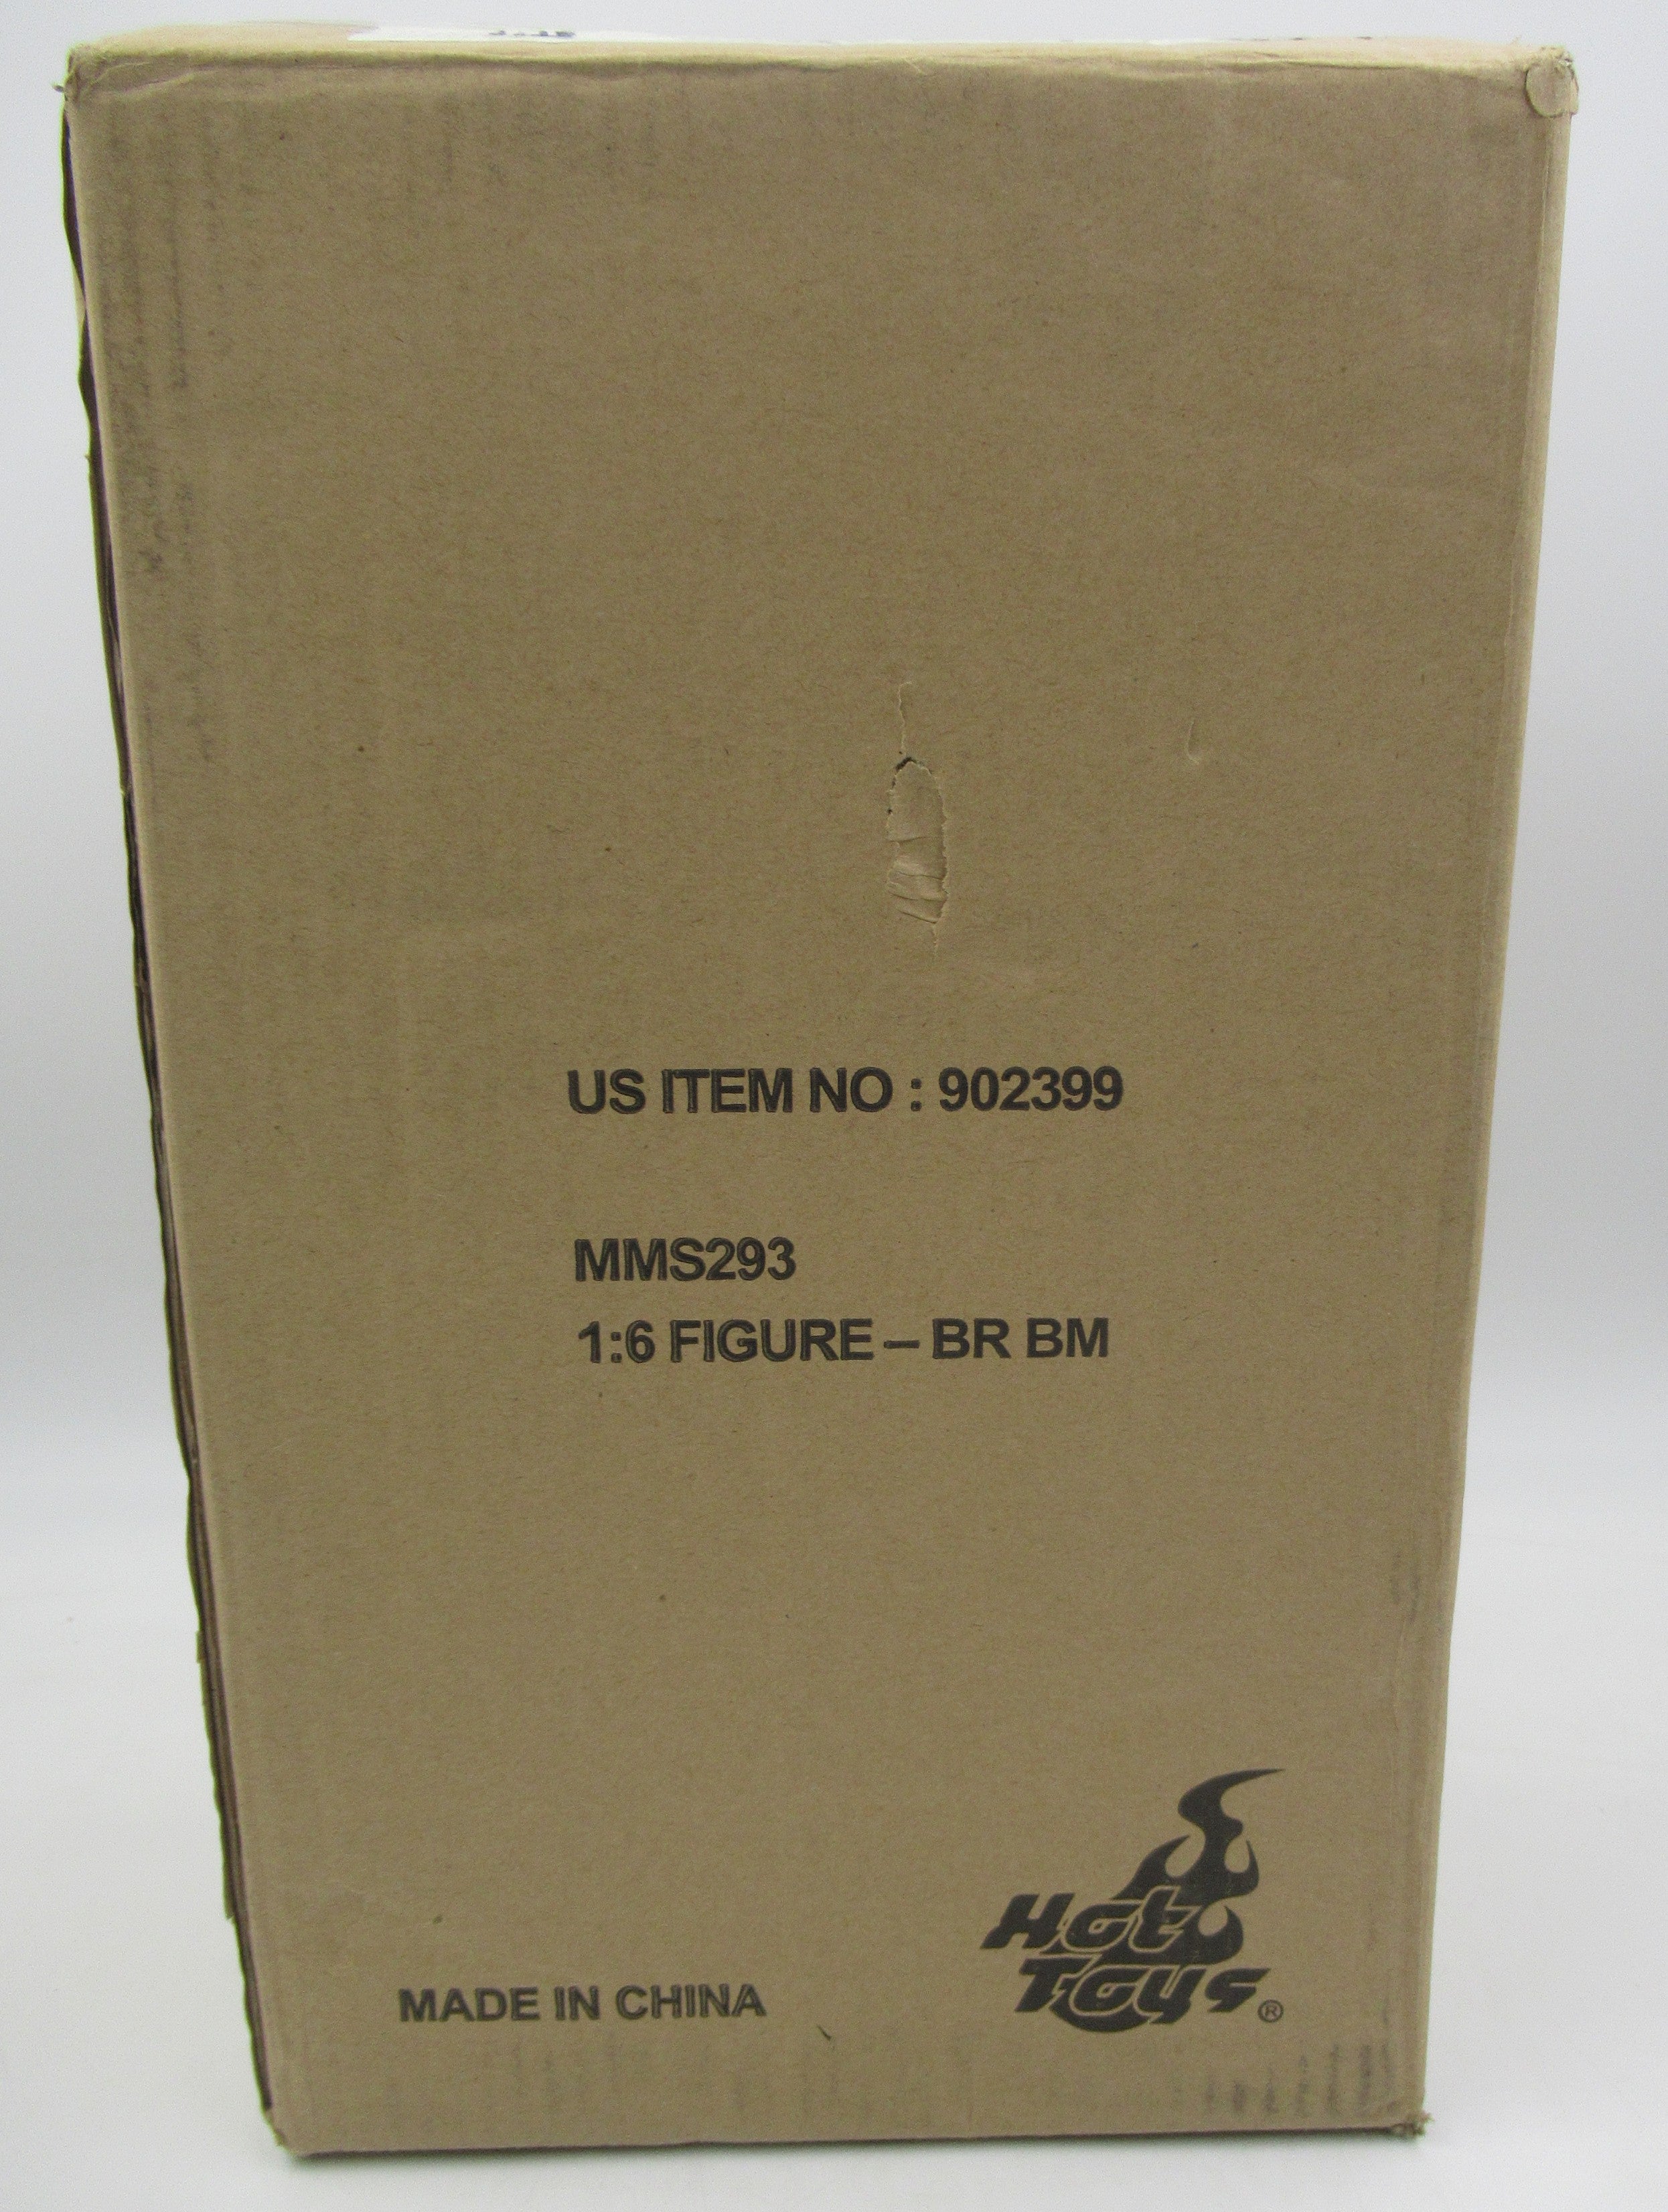 US ITEM NO : 902399
MMS293
1:6 FIGURE – BR BM
Hot
Toys ®
MADE IN CHINA